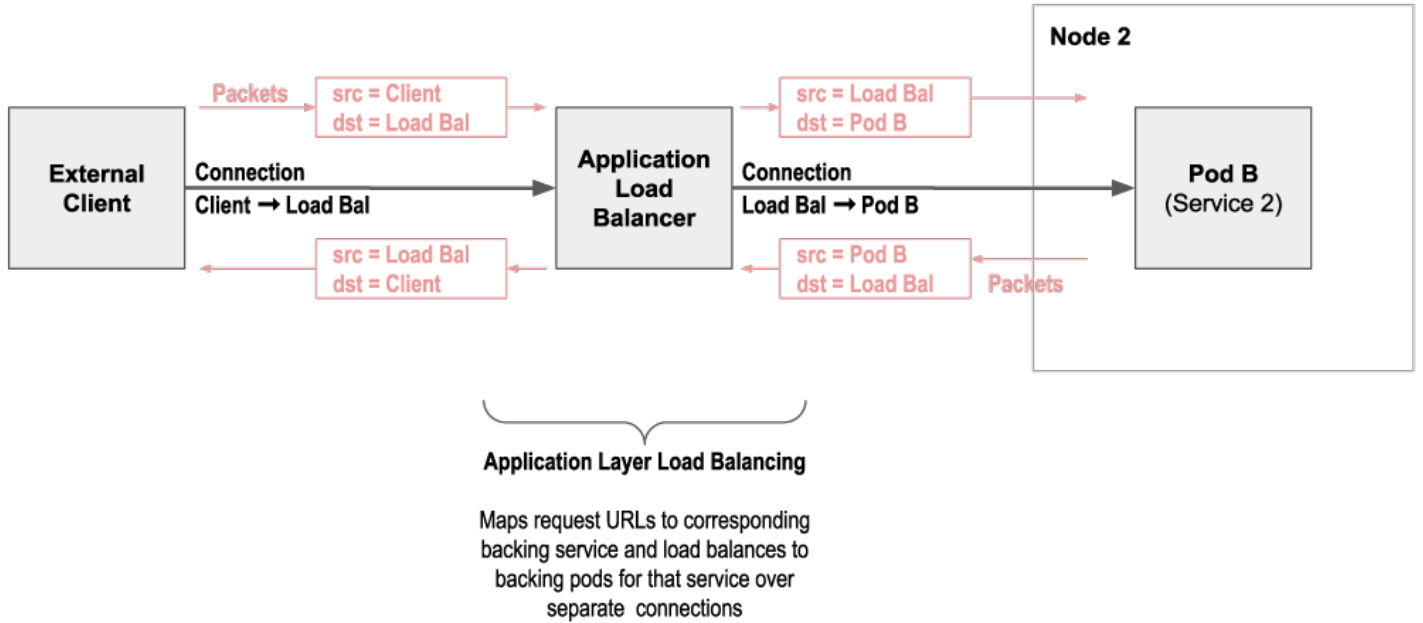 Node 2
Packets
src = Client
dst = Load Bal
src = Load Bal
dst = Pod B
External
Client
Connection
Client → Load Bal
Application
Load
Balancer
Connection
Load Bal → Pod B
Pod B
(Service 2)
src = Load Bal
dst = Client
src = Pod B
dst = Load Bal
Packets
Application Layer Load Balancing
Maps request URLs to corresponding
backing service and load balances to
backing pods for that service over
separate connections